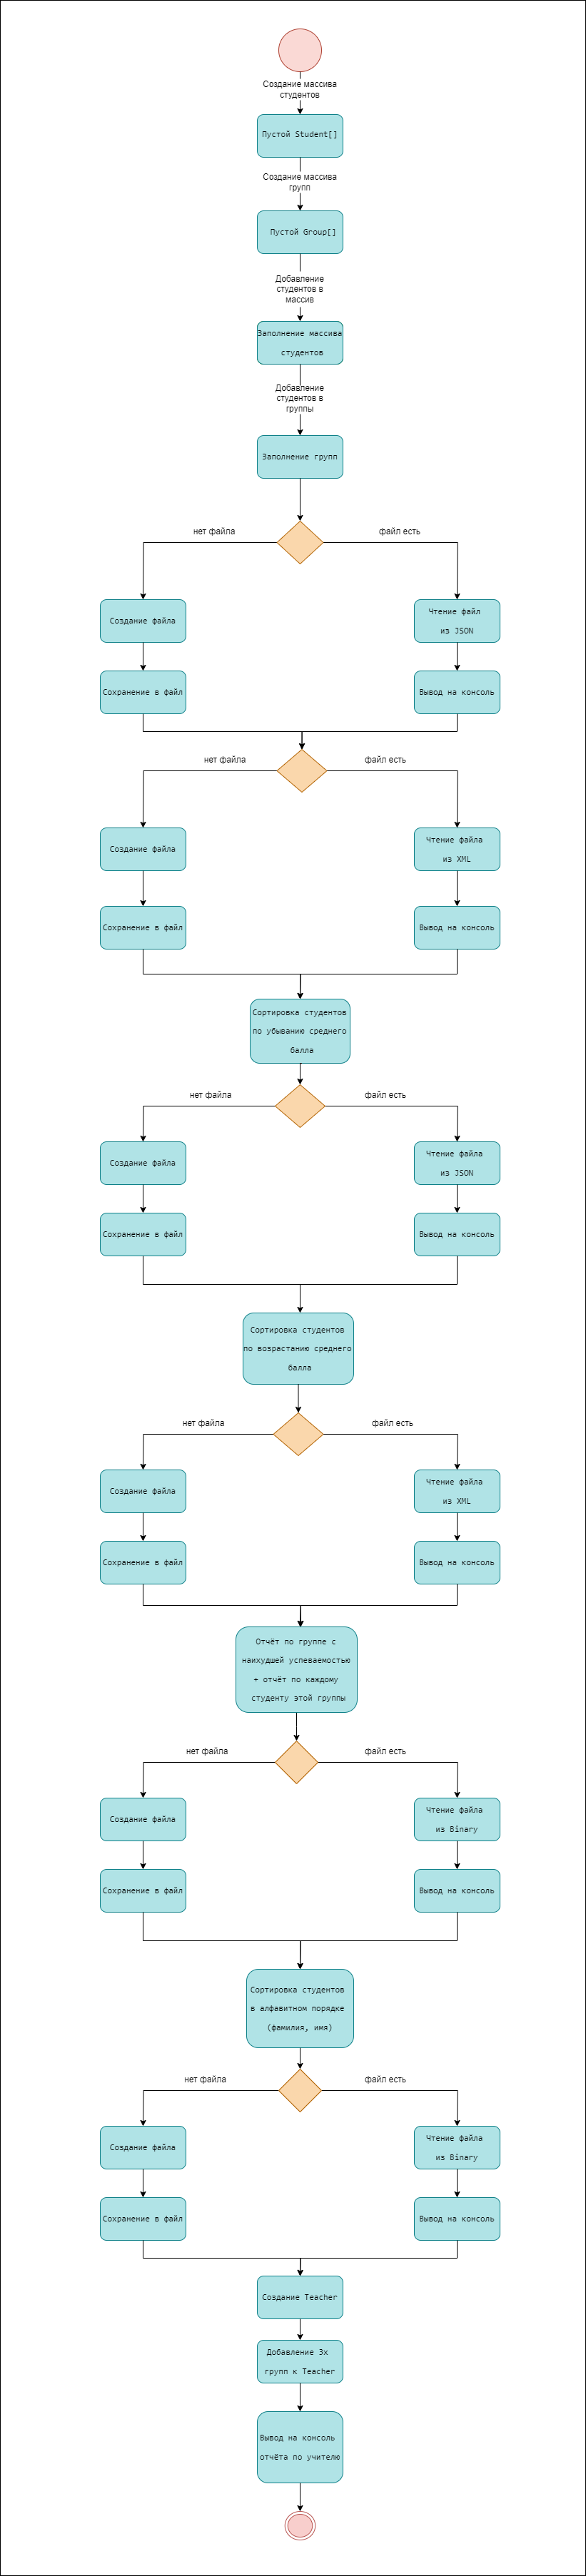 Создание массива
студентов
Пустой Student[]
Создание массива
групп
Пустой Group[]
Добавление
студентов в
массив
Заполнение массива
студентов
Добавление
студентов в
группы
Заполнение групп
нет файла
файл есть
Создание файла
Чтение файл
из JSON
Сохранение в файл
Вывод на консоль
нет файла
файл есть
Создание файла
Чтение файла
из XML
Сохранение в файл
Вывод на консоль
Сортировка студентов
по убыванию среднего
балла
нет файла
файл есть
Создание файла
Чтение файла
из JSON
Сохранение в файл
Вывод на консоль
Сортировка студентов
по возрастанию среднего
балла
нет файла
файл есть
Создание файла
Чтение файла
из XML
Сохранение в файл
Вывод на консоль
Отчёт по группе с
наихудшей успеваемостью
+ отчёт по каждому
студенту этой группы
нет файла
файл есть
Создание файла
Чтение файла
из Binary
Сохранение в файл
Вывод на консоль
Сортировка студентов
в алфавитном порядке
(фамилия, имя)
нет файла
файл есть
Создание файла
Чтение файла
из Binary
Сохранение в файл
Вывод на консоль
Создание Teacher
Добавление 3х
групп к Teacher
Вывод на консоль
отчёта по учителю